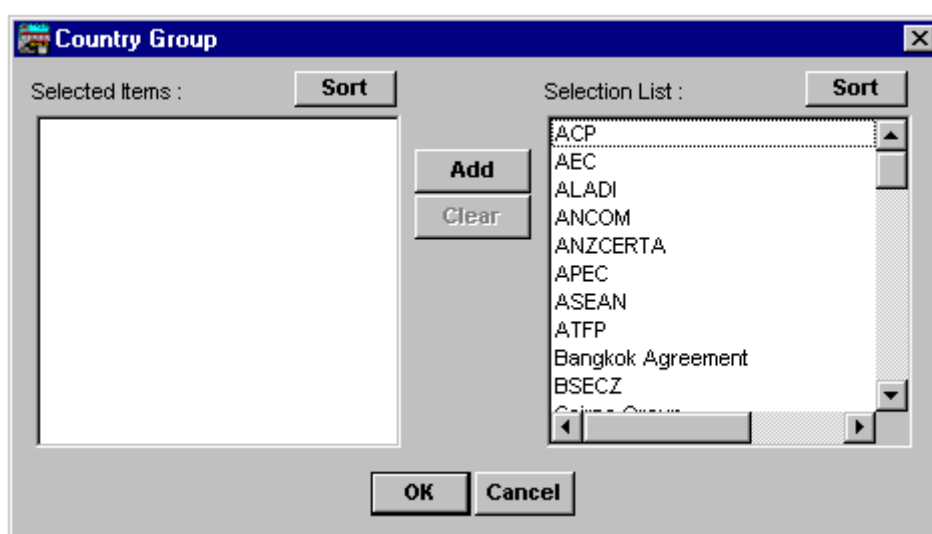 Country Group
Selected Items :
Sort
Selection List :
Sort
ACP
AEC
ALADI
ANCOM
ANZCERTA
APEC
ASEAN
ATFP
Bangkok Agreement
BSECZ
Add
Clear
OK
Cancel